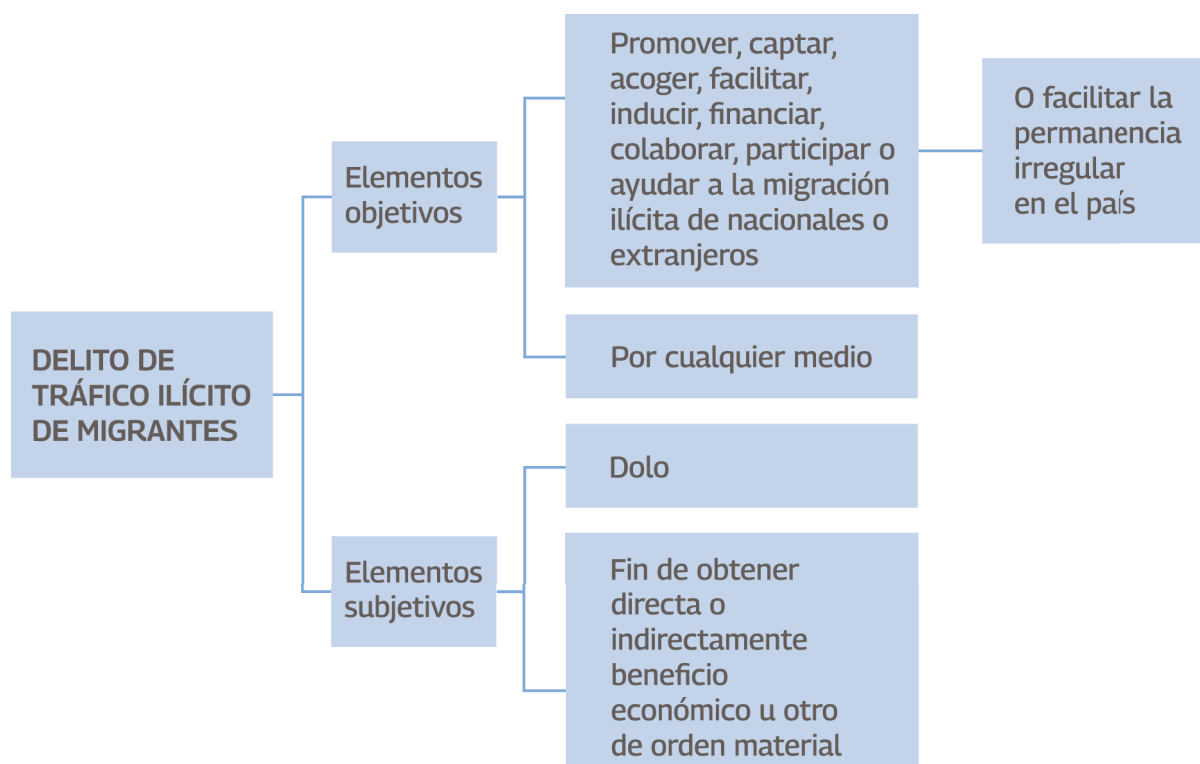 DELITO DE
TRÁFICO ILÍCITO
DE MIGRANTES
Elementos
objetivos
Promover, captar,
acoger, facilitar,
inducir, financiar,
colaborar, participar o
ayudar a la migración
ilícita de nacionales o
extranjeros
O facilitar la
permanencia
irregular
en el país
Por cualquier medio
Elementos
subjetivos
Dolo
Fin de obtener
directa o
indirectamente
beneficio
económico u otro
de orden material